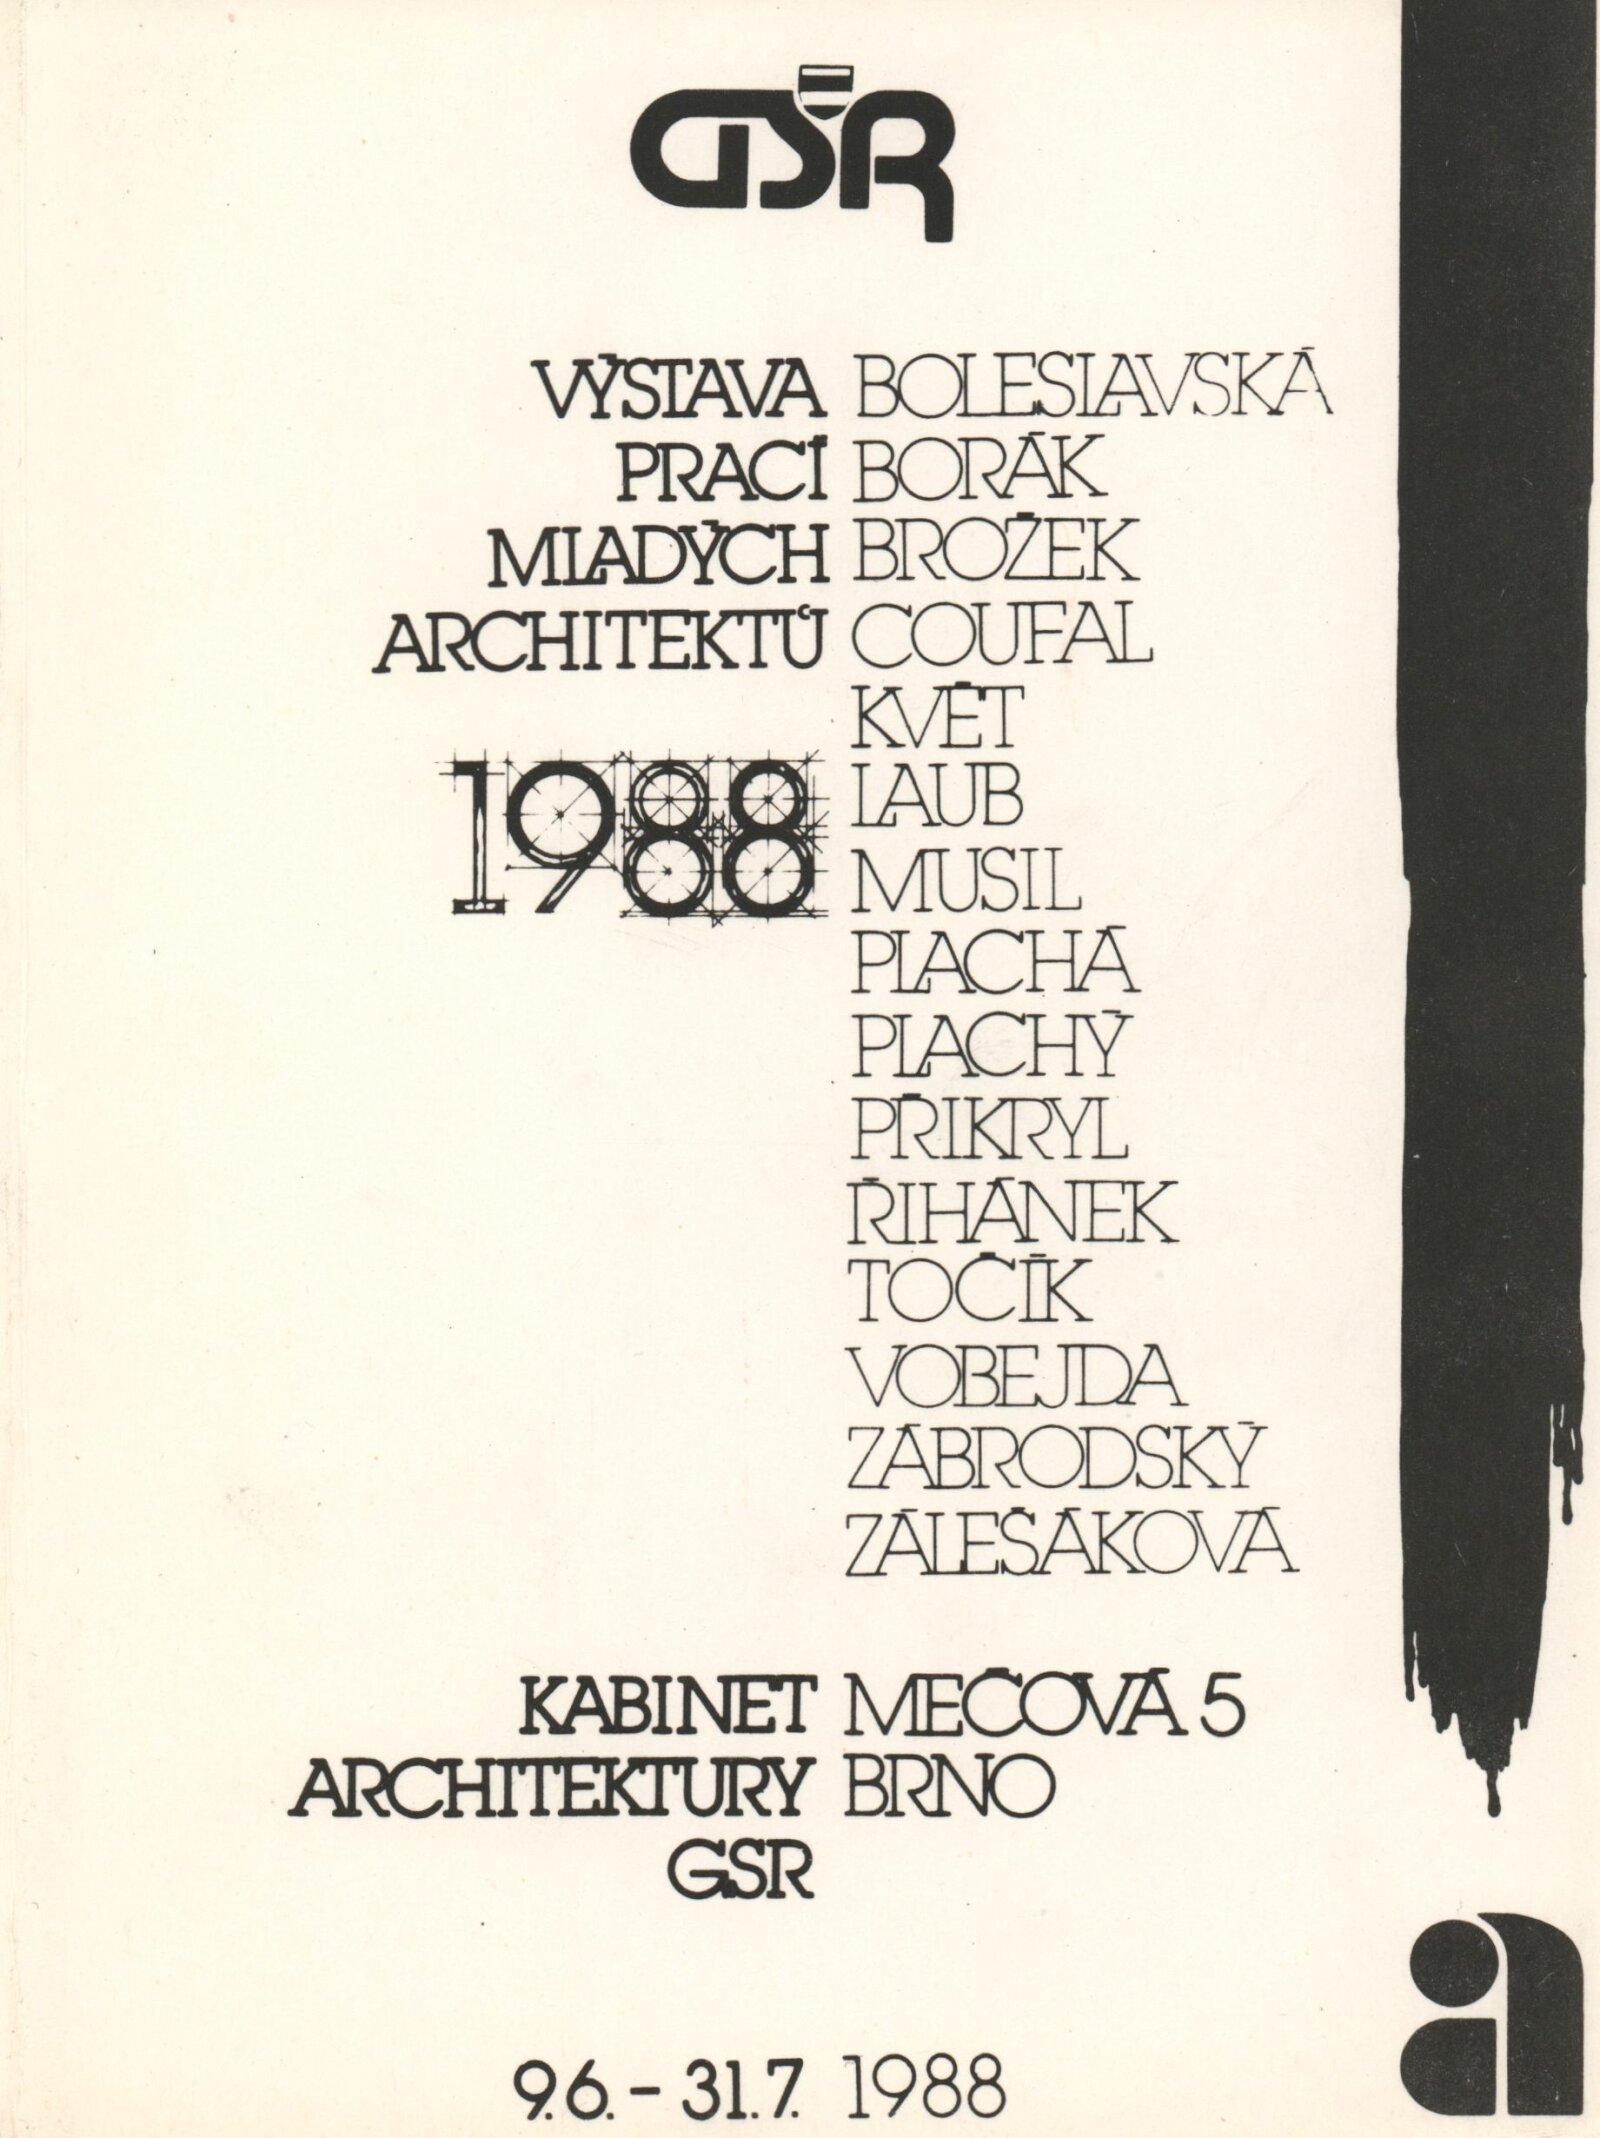 GSR
VÝSTAVA
PRACÍ
MLADÝCH
ARCHITEKTŮ
1988
BOLESLAVSKÁ
BORÁK
BROŽEK
COUFAL
KVĚT
LAUB
MUSIL
PLACHÁ
PLACHÝ
PŘIKRYL
ŘIHÁNEK
TOČÍK
VOBEJDA
ZÁBRODSKÝ
ZÁLEŠÁKOVÁ
KABINET
ARCHITEKTURY
GSR
MEČOVÁ 5
BRNO
9.6. - 31.7. 1988
a